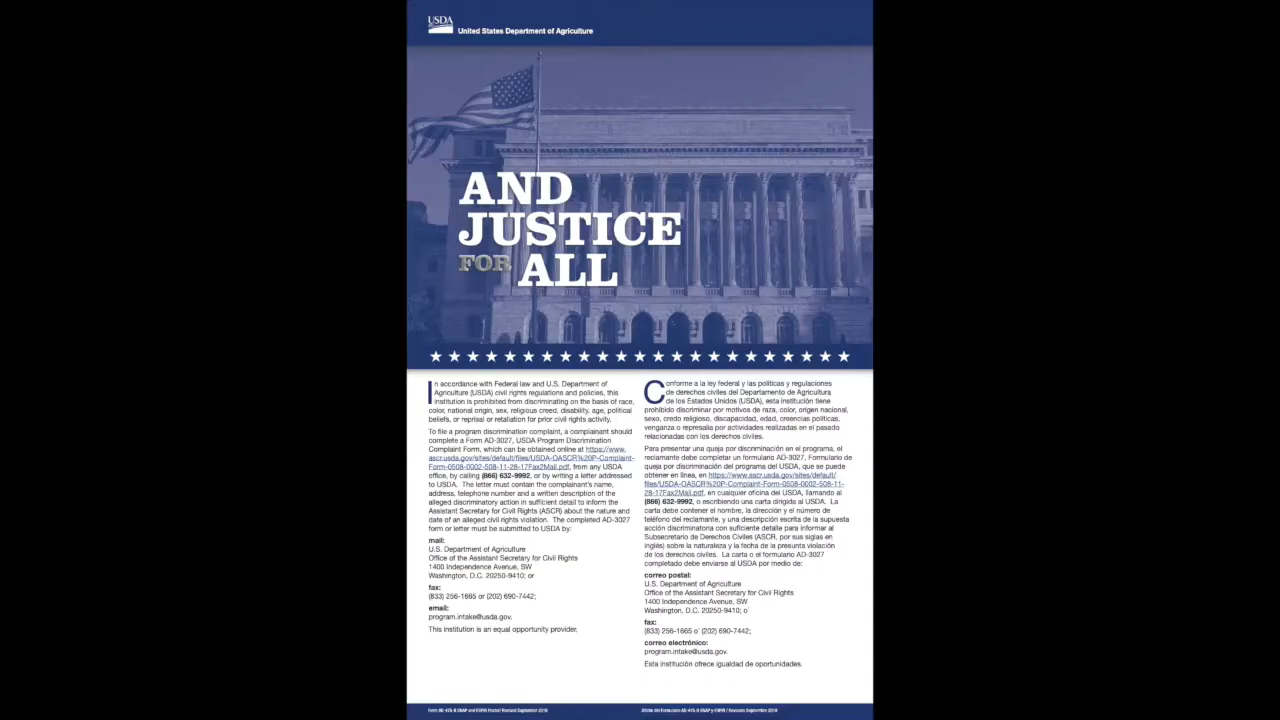 USDA
United States Department of Agriculture
AND
JUSTICE
FOR ALL
In accordance with Federal law and U.S. Department of
Agriculture (USDA) civil rights regulations and policies, this
institution is prohibited from discriminating on the basis of race,
color, national origin, sex, religious creed, disability, age, political
beliefs, or reprisal or retaliation for prior civil rights activity.
To file a program discrimination complaint, a complainant should
complete a Form AD-3027, USDA Program Discrimination
Complaint Form, which can be obtained online at https://www.
ascr.usda.gov/sites/default/files/USDA-OASCR%20P-Complaint-
Form-0508-0002-508-11-28-17Fax2Mail.pdf, from any USDA
office, by calling (866) 632-9992, or by writing a letter addressed
to USDA. The letter must contain the complainant's name,
address, telephone number and a written description of the
alleged discriminatory action in sufficient detail to inform the
Assistant Secretary for Civil Rights (ASCR) about the nature and
date of an alleged civil rights violation. The completed AD-3027
form or letter must be submitted to USDA by:
mail:
U.S. Department of Agriculture
Office of the Assistant Secretary for Civil Rights
1400 Independence Avenue, SW
Washington, D.C. 20250-9410; or
fax:
(833) 256-1665 or (202) 690-7442;
email:
program.intake@usda.gov.
This institution is an equal opportunity provider.
Conforme a la ley federal y las políticas y regulaciones
de derechos civiles del Departamento de Agricultura
de los Estados Unidos (USDA), esta institución tiene
prohibido discriminar por motivos de raza, color, origen nacional,
sexo, credo religioso, discapacidad, edad, creencias políticas,
venganza o represalia por actividades realizadas en el pasado
relacionadas con los derechos civiles.
Para presentar una queja por discriminación en el programa, el
reclamante debe completar un formulario AD-3027, Formulario de
queja por discriminación del programa del USDA, que se puede
obtener en línea, en https://www.ascr.usda.gov/sites/default/
files/USDA-OASCR%20P-Complaint-Form-0508-0002-508-11-
28-17Fax2Mail.pdf, en cualquier oficina del USDA, llamando al
(866) 632-9992, o escribiendo una carta dirigida al USDA. La
carta debe contener el nombre, la dirección y el número de
teléfono del reclamante, y una descripción escrita de la supuesta
acción discriminatoria con suficiente detalle para informar al
Subsecretario de Derechos Civiles (ASCR, por sus siglas en
inglés) sobre la naturaleza y la fecha de la presunta violación
de los derechos civiles. La carta o el formulario AD-3027
completado debe enviarse al USDA por medio de:
correo postal:
U.S. Department of Agriculture
Office of the Assistant Secretary for Civil Rights
1400 Independence Avenue, SW
Washington, D.C. 20250-9410; o'
fax:
(833) 256-1665 o' (202) 690-7442;
correo electrónico:
program.intake@usda.gov.
Esta institución ofrece igualdad de oportunidades.
Form AD-475-B SNAP and FDPIR Poster/ Revised September 2019
Afiche del Formulario AD-475-B SNAP y FDPIR / Revisado Septiembre 2019